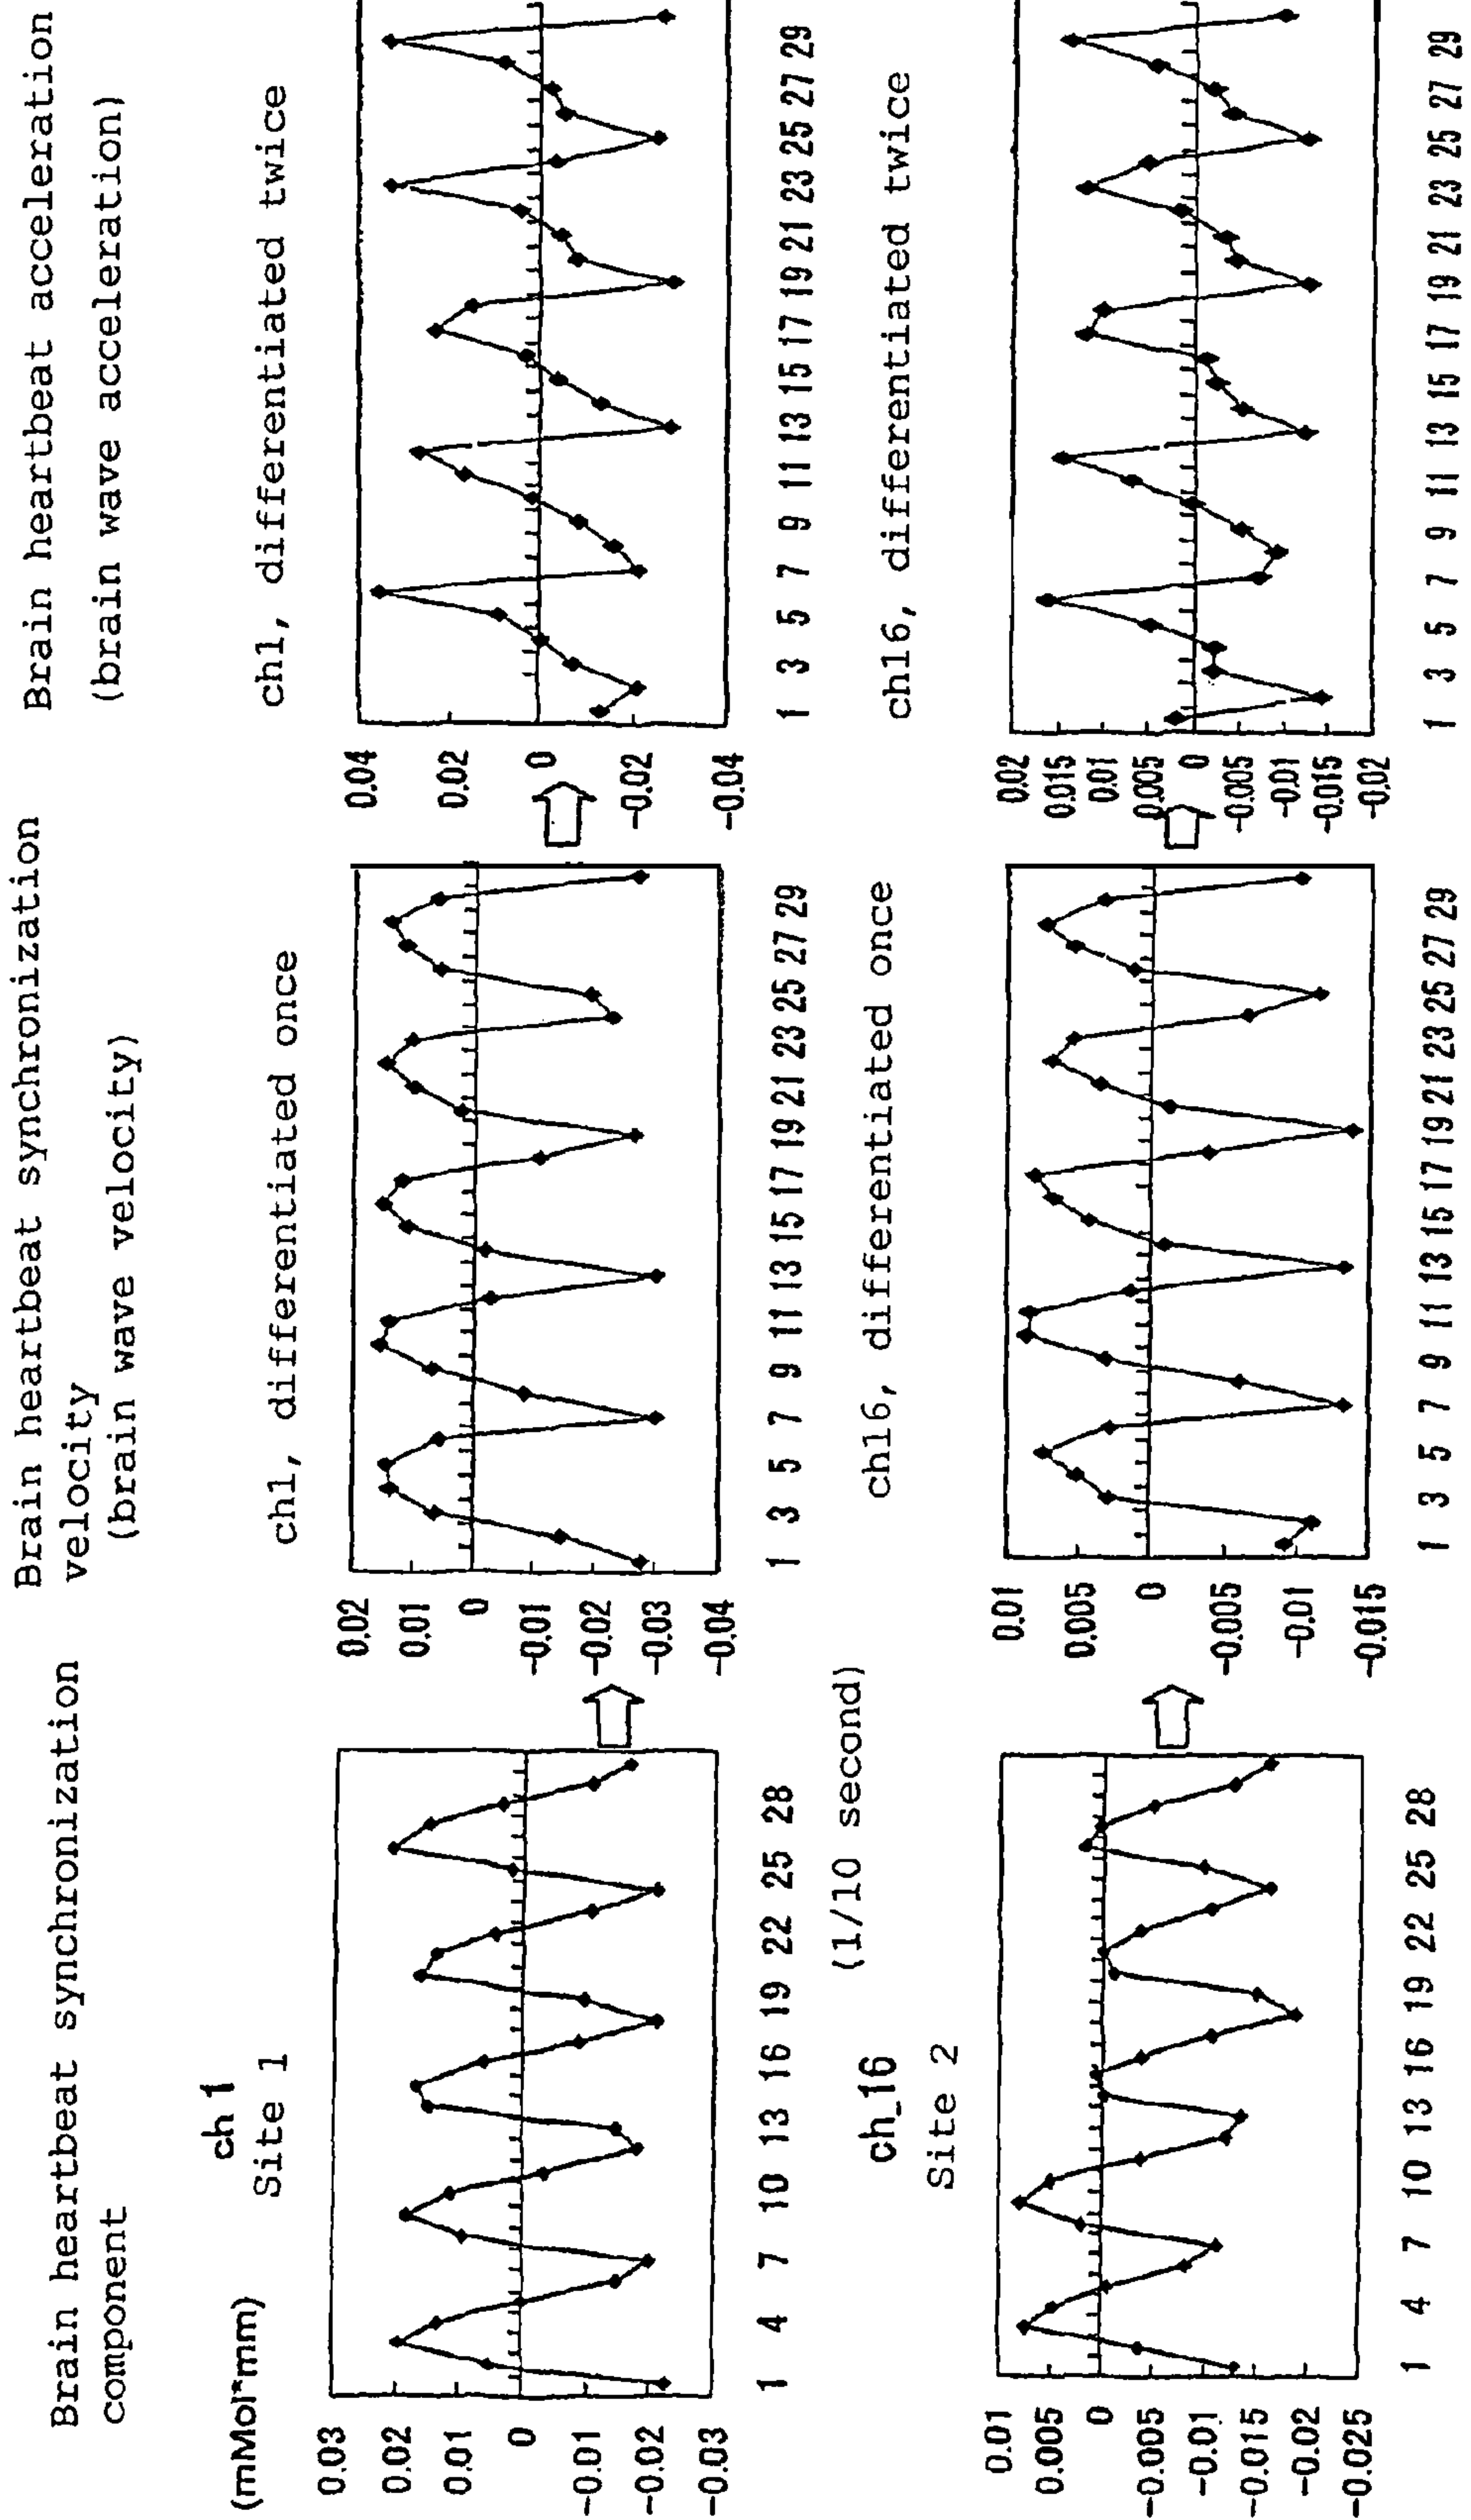 Brain heartbeat synchronization
component
(mMol*mm)
ch 1
Site 1
0.03
0.02
0.01
0
-0.01
-0.02
-0.03
1 4 7 10 13 16 19 22 25 28
(1/10 second)
ch_16
Site 2
0.01
0.005
0
-0.005
-0.01
-0.015
-0.02
-0.025
1 4 7 10 13 16 19 22 25 28
Brain heartbeat synchronization
velocity
(brain wave velocity)
ch1, differentiated once
0.02
0.01
0
-0.01
-0.02
-0.03
-0.04
1 3 5 7 9 11 13 15 17 19 21 23 25 27 29
ch16, differentiated once
0.01
0.005
0
-0.005
-0.01
-0.015
1 3 5 7 9 11 13 15 17 19 21 23 25 27 29
Brain heartbeat acceleration
(brain wave acceleration)
ch1, differentiated twice
0.04
0.02
0
-0.02
-0.04
1 3 5 7 9 11 13 15 17 19 21 23 25 27 29
ch16, differentiated twice
0.02
0.015
0.01
0.005
0
-0.005
-0.01
-0.015
-0.02
1 3 5 7 9 11 13 15 17 19 21 23 25 27 29